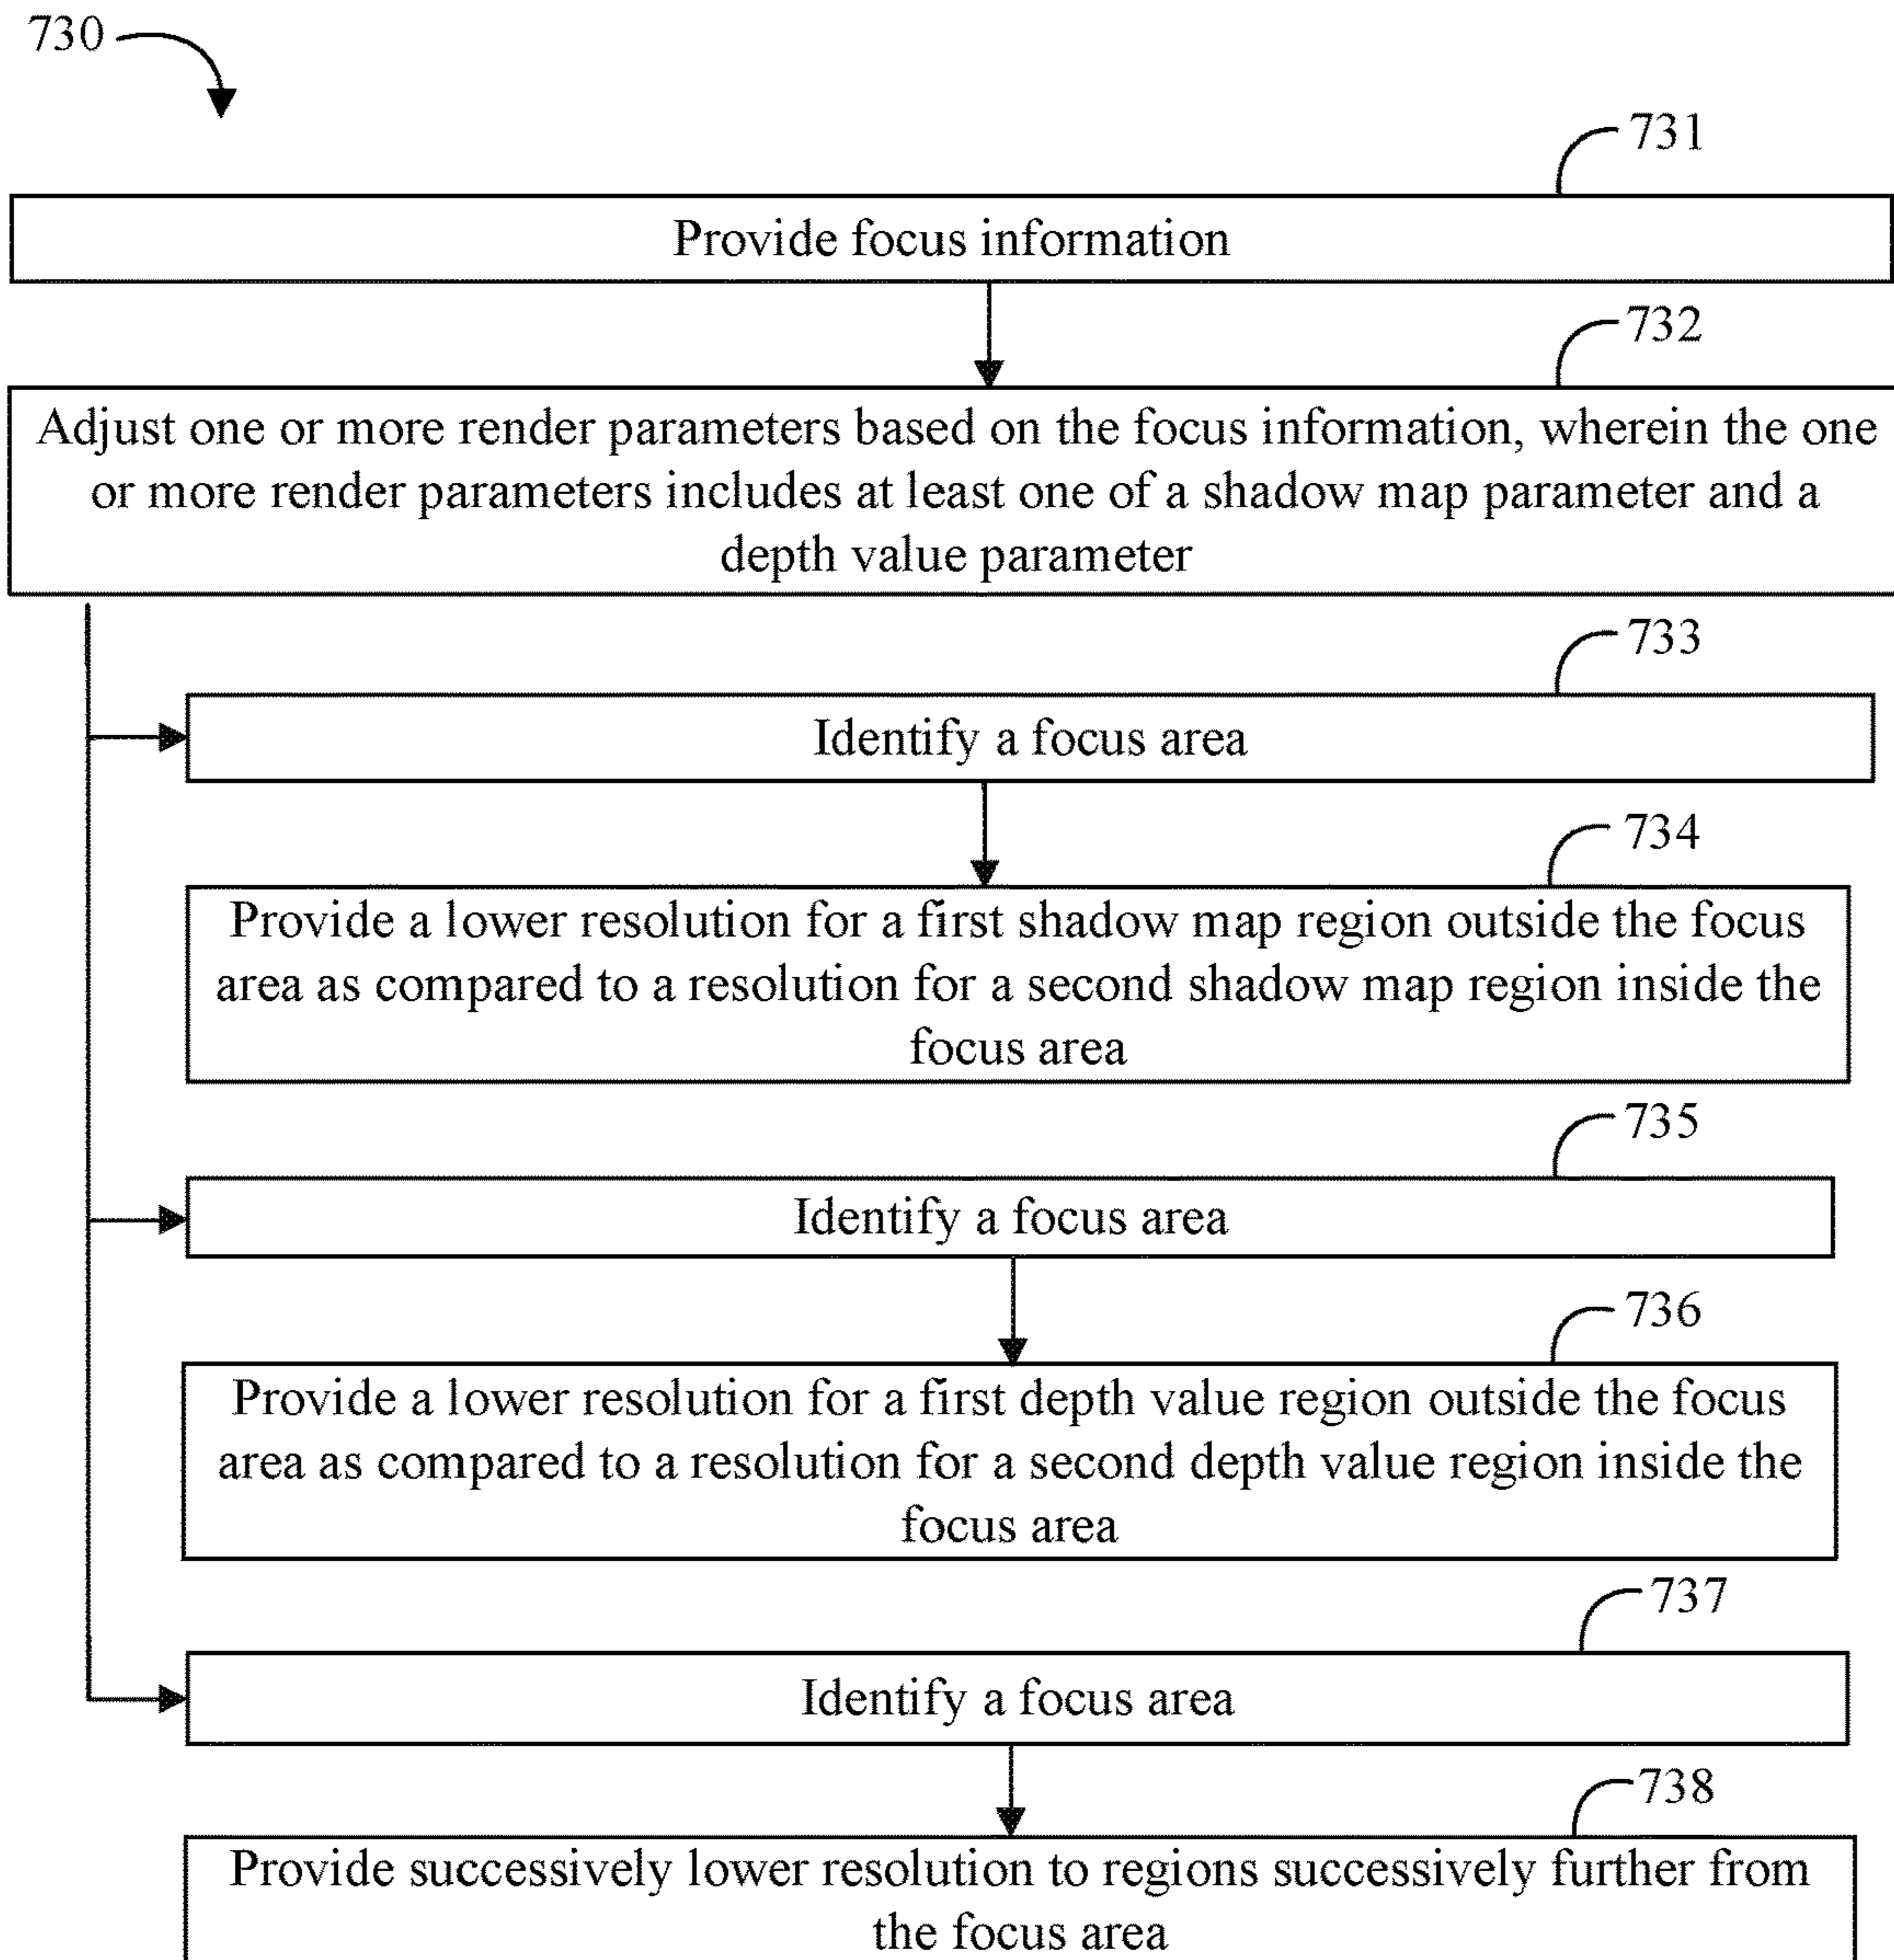 730
731
Provide focus information
732
Adjust one or more render parameters based on the focus information, wherein the one
or more render parameters includes at least one of a shadow map parameter and a
depth value parameter
733
Identify a focus area
734
Provide a lower resolution for a first shadow map region outside the focus
area as compared to a resolution for a second shadow map region inside the
focus area
735
Identify a focus area
736
Provide a lower resolution for a first depth value region outside the focus
area as compared to a resolution for a second depth value region inside the
focus area
737
Identify a focus area
738
Provide successively lower resolution to regions successively further from
the focus area